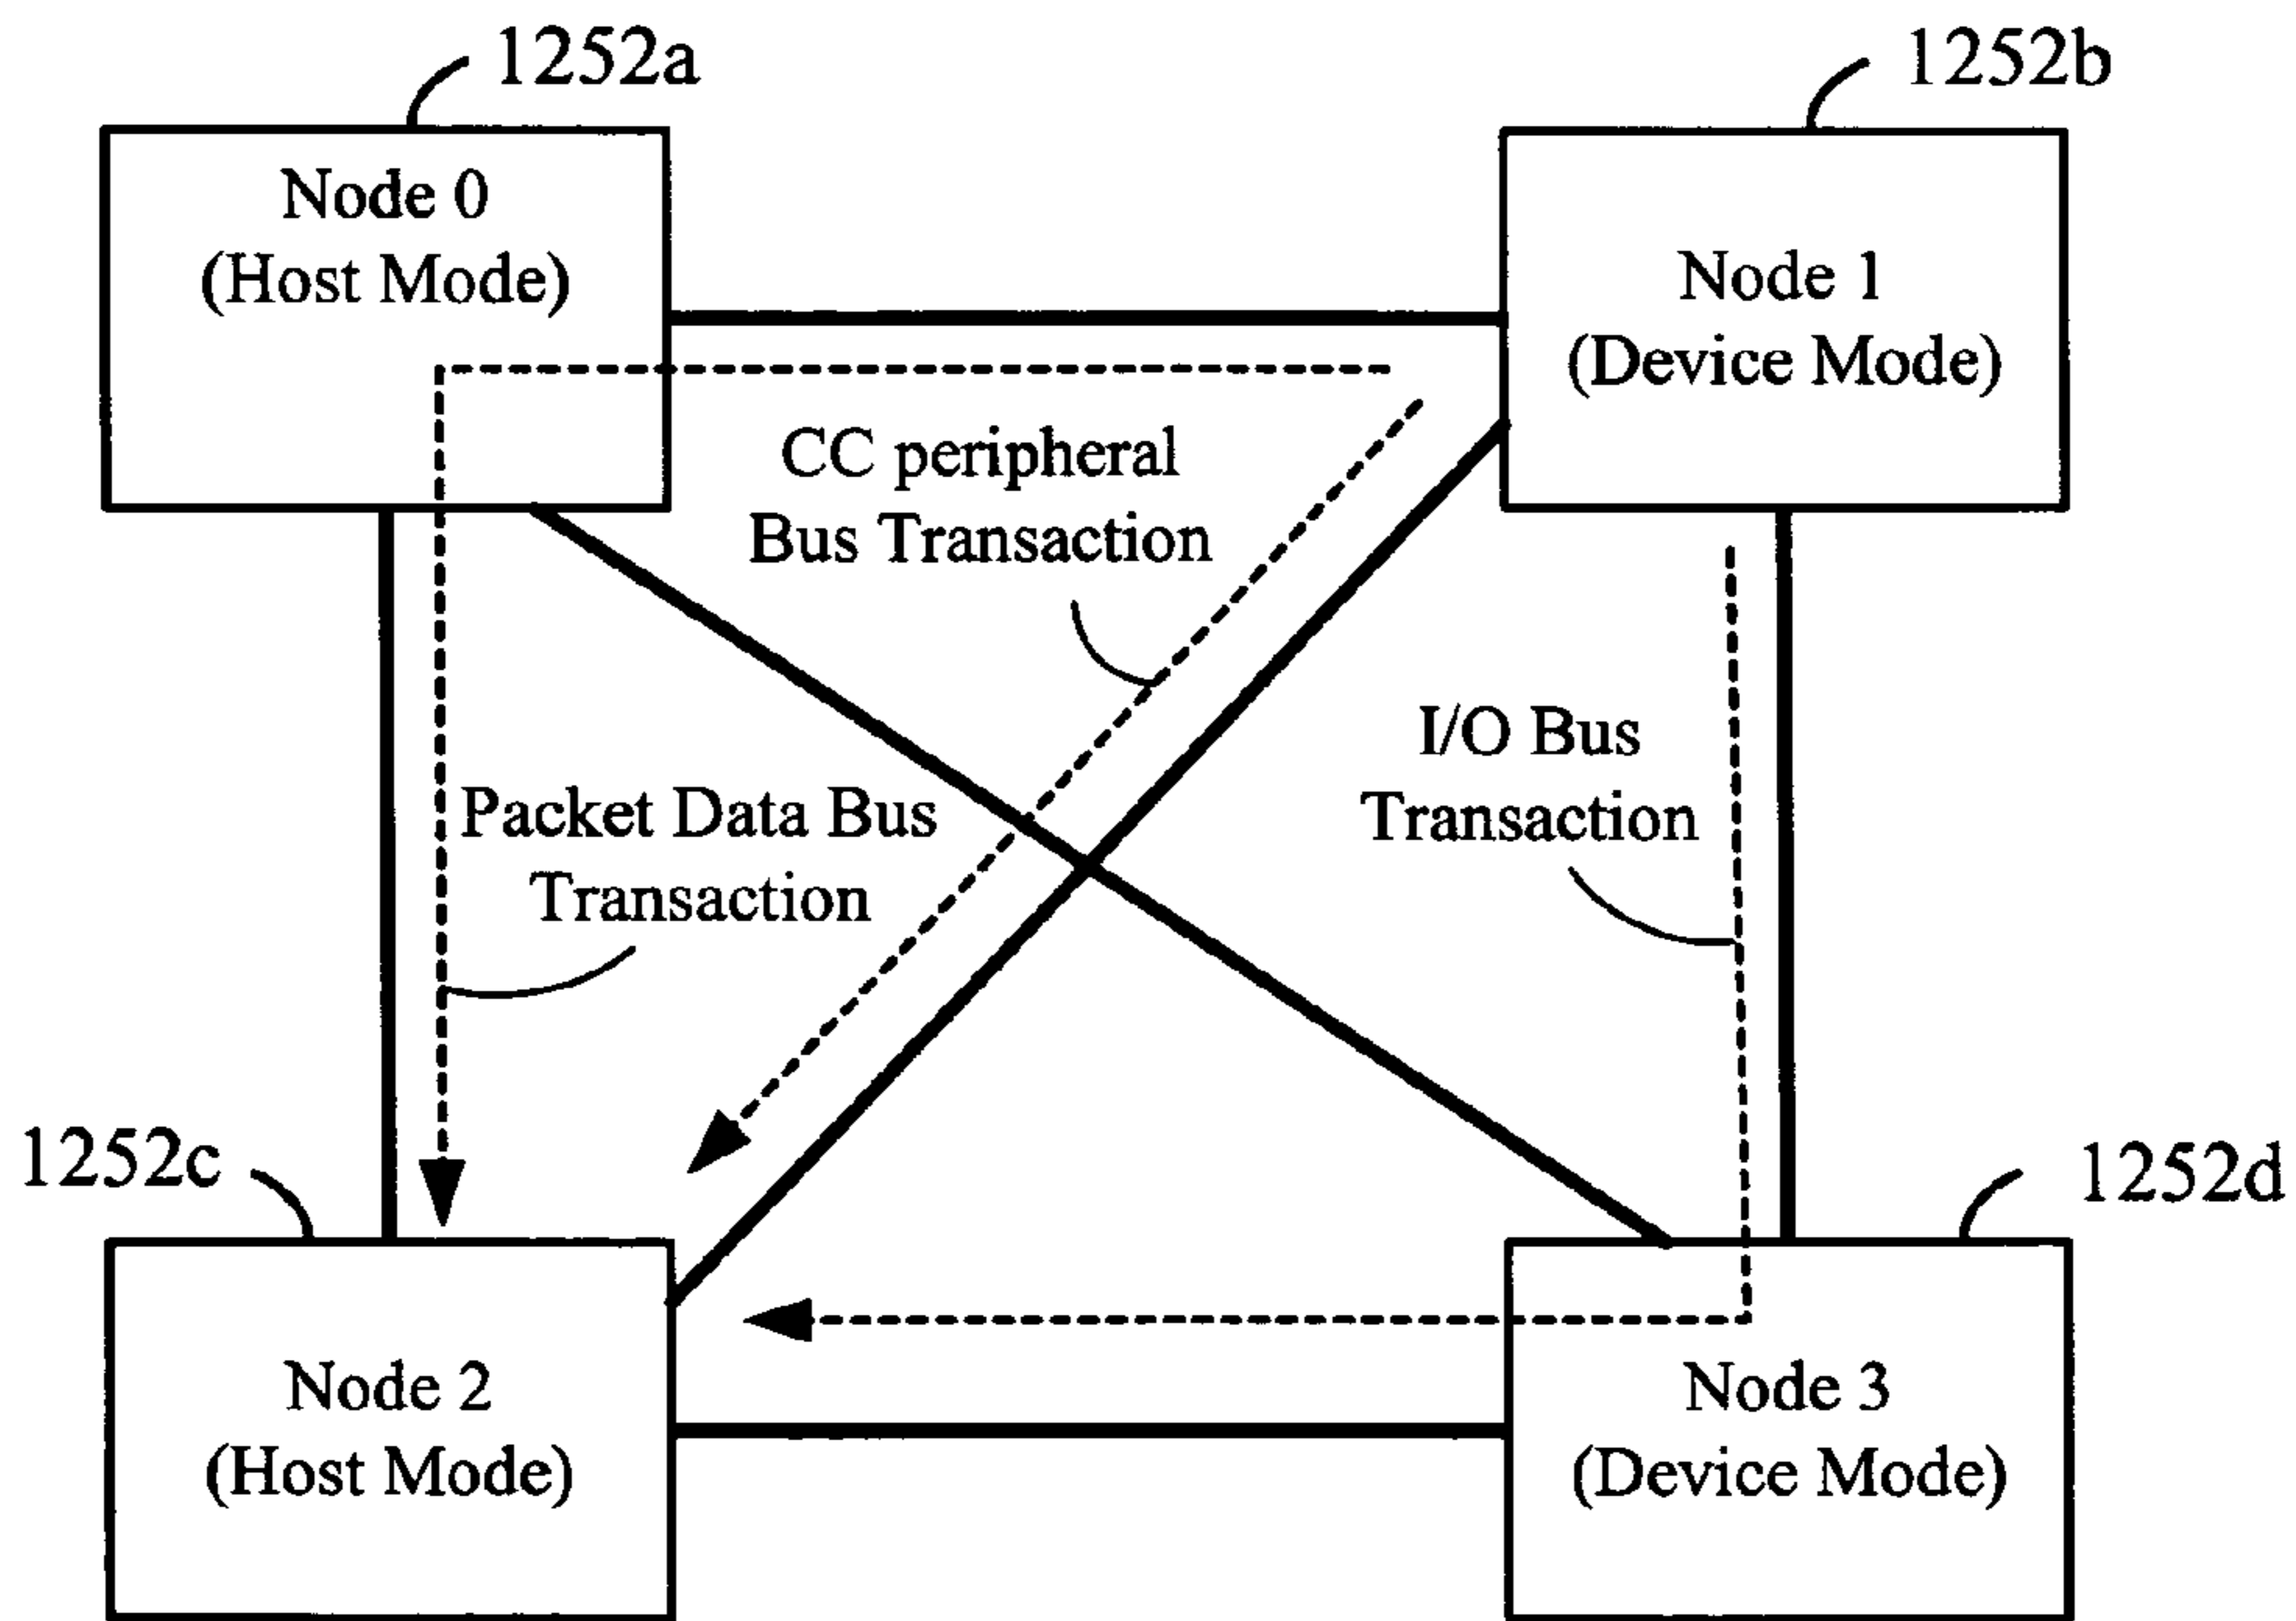 1252a
1252b
Node 0
(Host Mode)
Node 1
(Device Mode)
CC peripheral
Bus Transaction
I/O Bus
Transaction
Packet Data Bus
Transaction
1252c
1252d
Node 2
(Host Mode)
Node 3
(Device Mode)